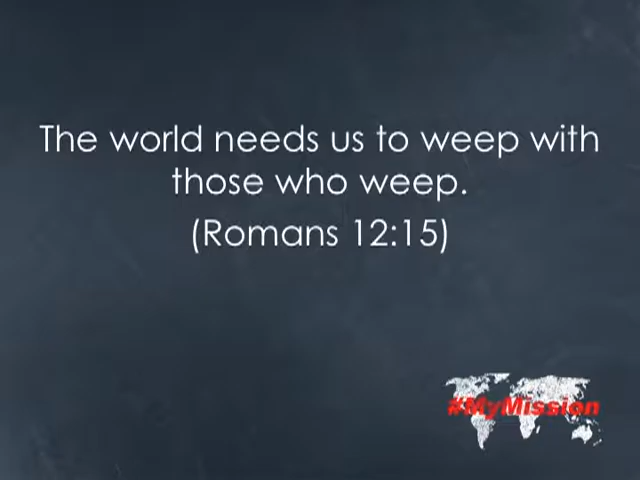 The world needs us to weep with
those who weep.
(Romans 12:15)
#MyMission